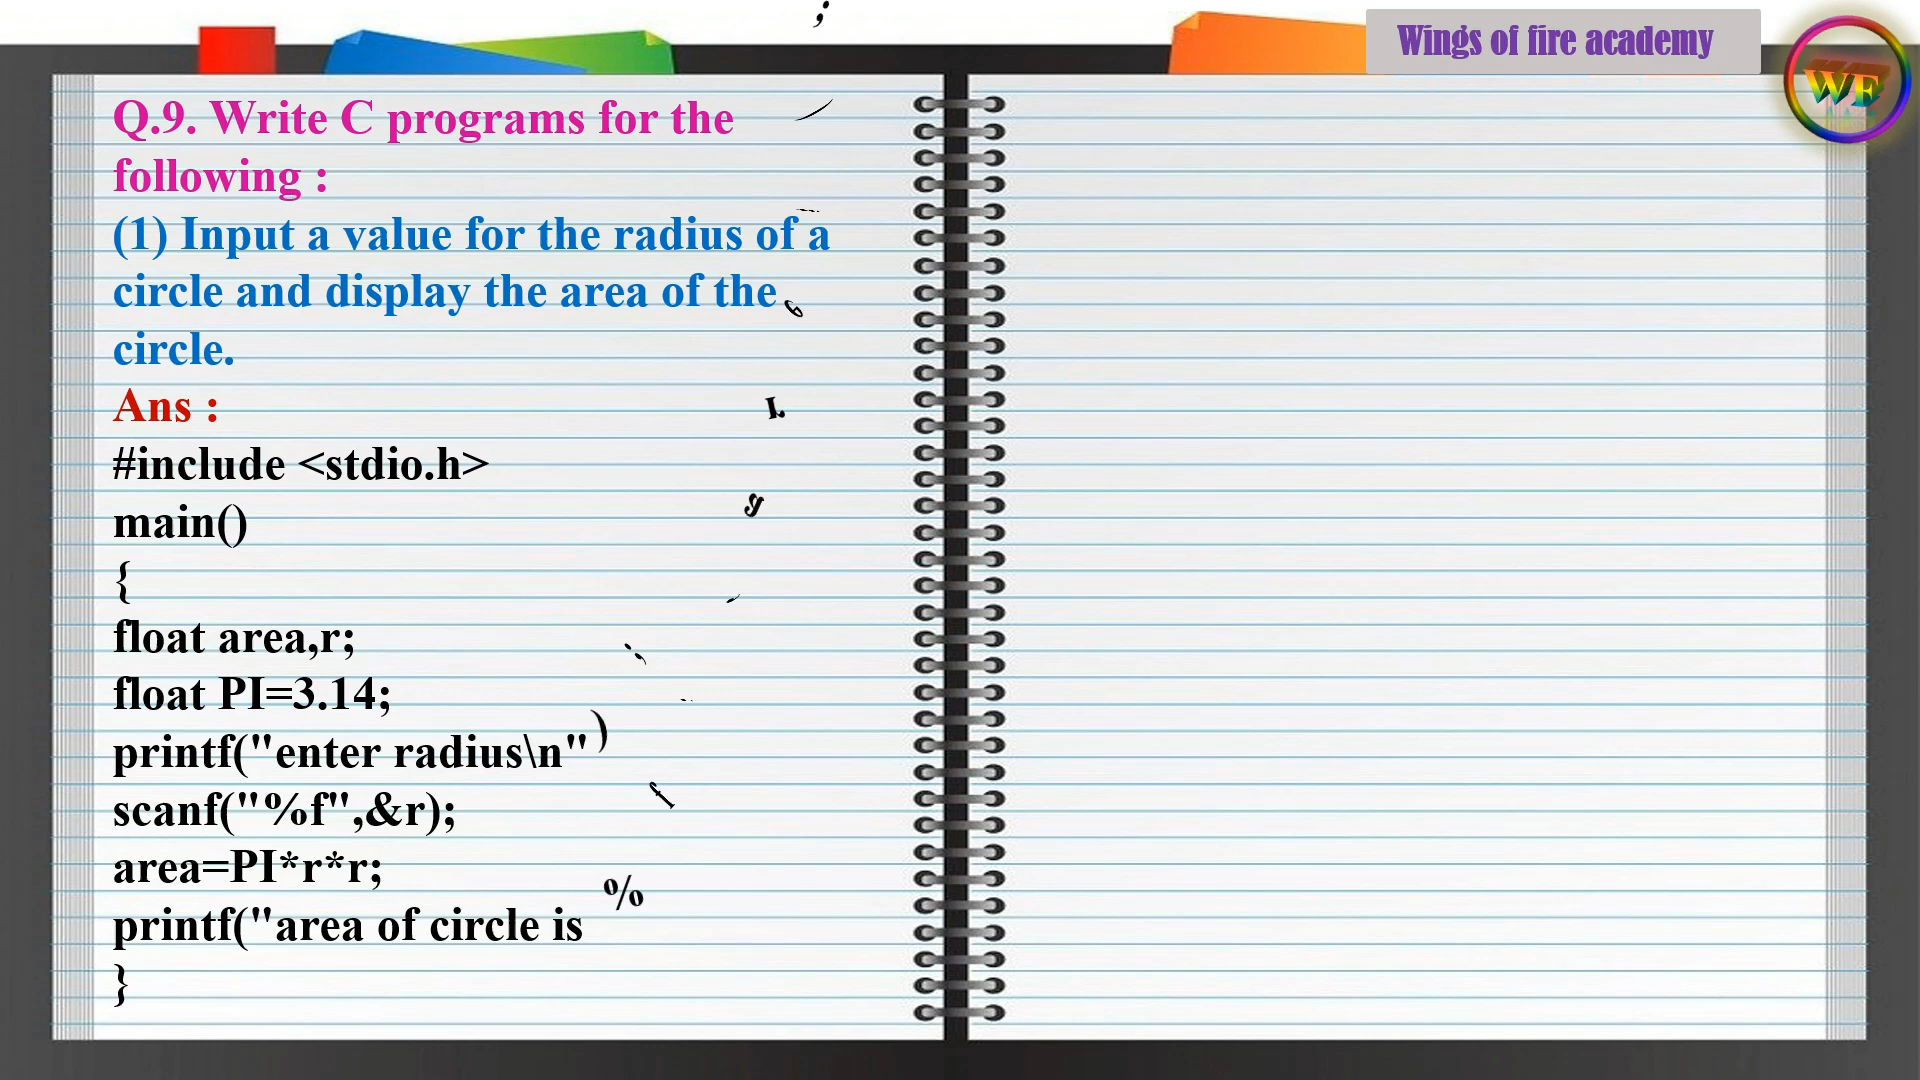 Wings of fire academy
WE
Q.9. Write C programs for the
following :
(1) Input a value for the radius of a
circle and display the area of the
circle.
Ans :
#include <stdio.h>
main()
{
float area,r;
float PI=3.14;
printf("enter radius\n")
scanf("%f",&r);
area=PI*r*r;
printf("area of circle is %
}